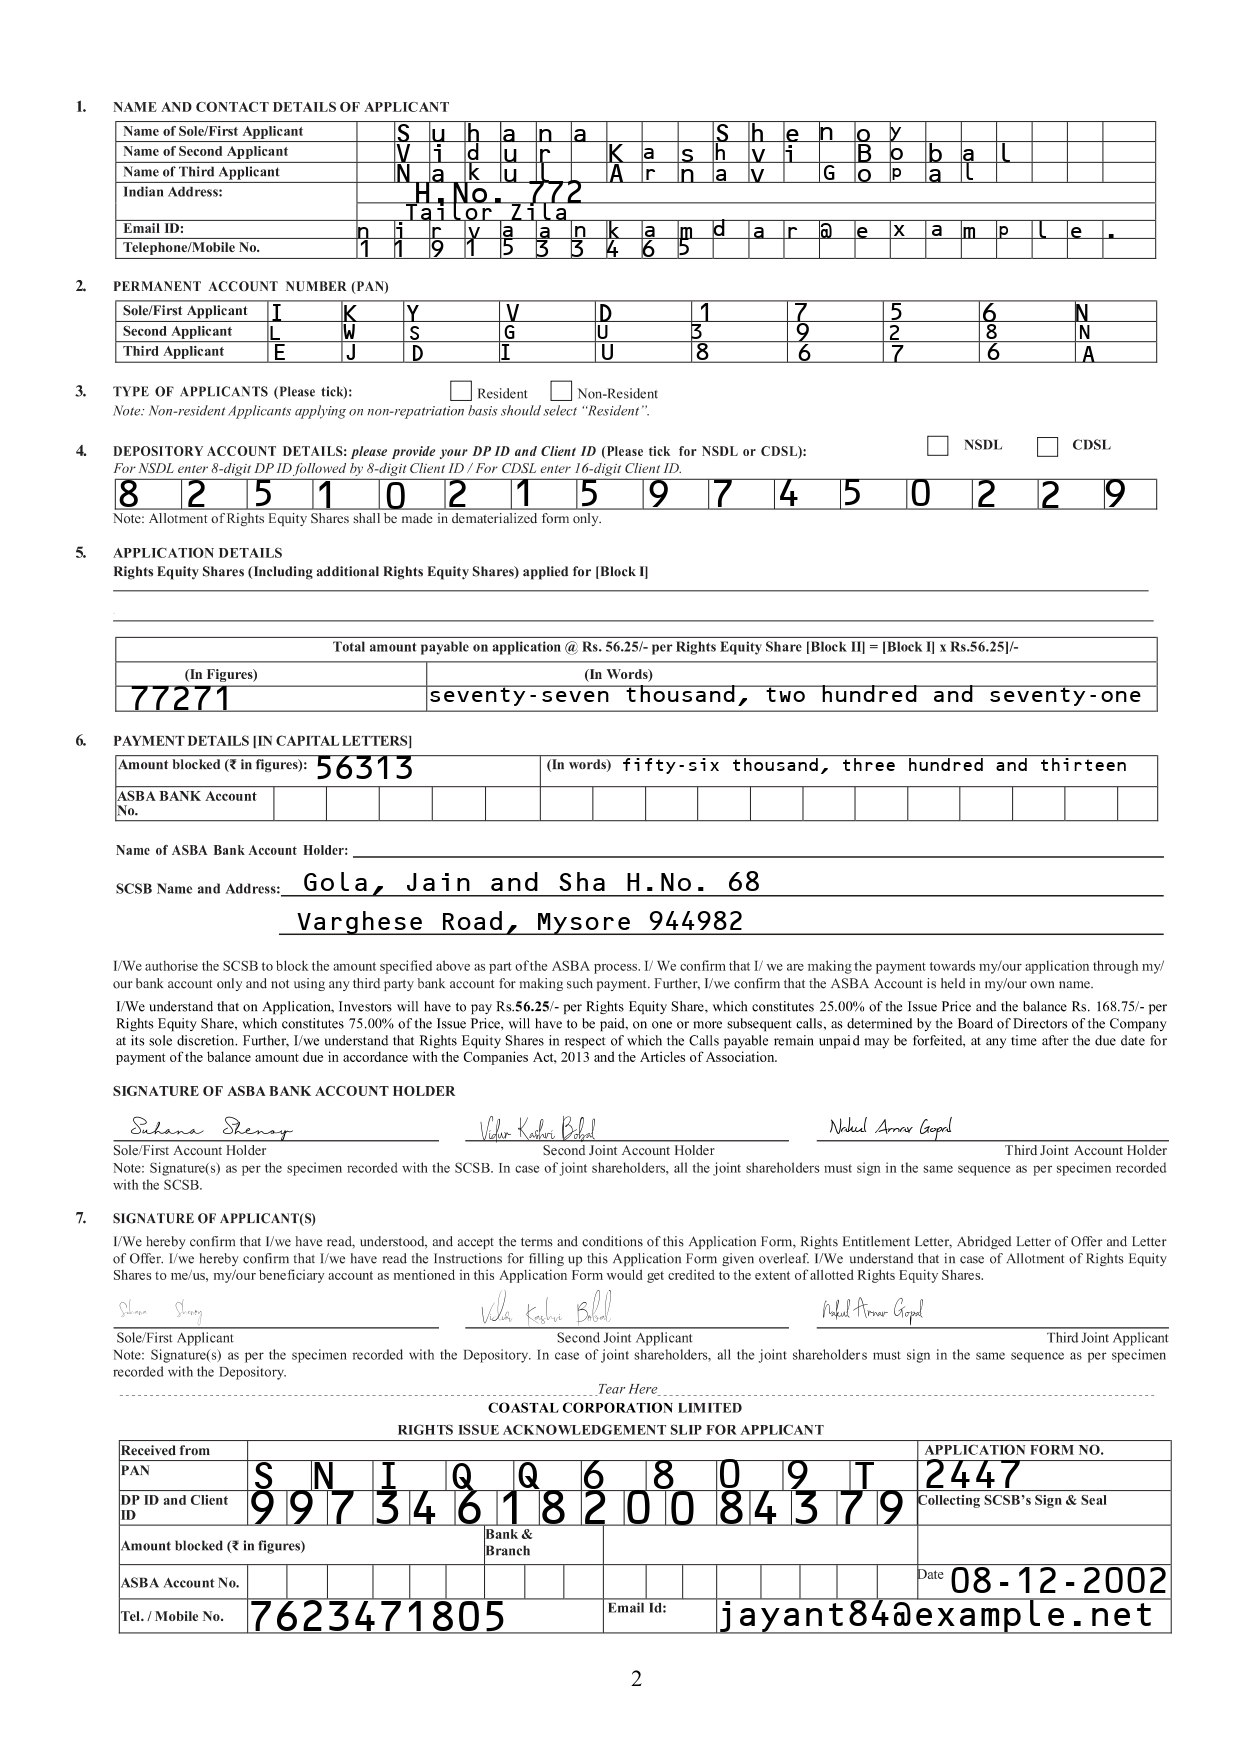 1. NAME AND CONTACT DETAILS OF APPLICANT
Name of Sole/First Applicant Suhana Shenoy
Name of Second Applicant Vidur Kashvi Bobal
Name of Third Applicant Nakul Arnav Gopal
Indian Address: H.No. 772
Tailor Zila
Email ID: nirvaankamdar@example.
Telephone/Mobile No. 1191533465
2. PERMANENT ACCOUNT NUMBER (PAN)
Sole/First Applicant IKYVD1756N
Second Applicant LWSGU3928N
Third Applicant EJDIU8676A
3. TYPE OF APPLICANTS (Please tick): Resident Non-Resident
Note: Non-resident Applicants applying on non-repatriation basis should select “Resident”.
4. DEPOSITORY ACCOUNT DETAILS: please provide your DP ID and Client ID (Please tick for NSDL or CDSL): NSDL CDSL
For NSDL enter 8-digit DP ID followed by 8-digit Client ID / For CDSL enter 16-digit Client ID.
8251021597450229
Note: Allotment of Rights Equity Shares shall be made in dematerialized form only.
5. APPLICATION DETAILS
Rights Equity Shares (Including additional Rights Equity Shares) applied for [Block I]
Total amount payable on application @ Rs. 56.25/- per Rights Equity Share [Block II] = [Block I] x Rs.56.25]/-
(In Figures) (In Words)
77271 seventy-seven thousand, two hundred and seventy-one
6. PAYMENT DETAILS [IN CAPITAL LETTERS]
Amount blocked (₹ in figures): 56313 (In words) fifty-six thousand, three hundred and thirteen
ASBA BANK Account
No.
Name of ASBA Bank Account Holder:
SCSB Name and Address: Gola, Jain and Sha H.No. 68
Varghese Road, Mysore 944982
I/We authorise the SCSB to block the amount specified above as part of the ASBA process. I/ We confirm that I/ we are making the payment towards my/our application through my/
our bank account only and not using any third party bank account for making such payment. Further, I/we confirm that the ASBA Account is held in my/our own name.
I/We understand that on Application, Investors will have to pay Rs.56.25/- per Rights Equity Share, which constitutes 25.00% of the Issue Price and the balance Rs. 168.75/- per
Rights Equity Share, which constitutes 75.00% of the Issue Price, will have to be paid, on one or more subsequent calls, as determined by the Board of Directors of the Company
at its sole discretion. Further, I/we understand that Rights Equity Shares in respect of which the Calls payable remain unpaid may be forfeited, at any time after the due date for
payment of the balance amount due in accordance with the Companies Act, 2013 and the Articles of Association.
SIGNATURE OF ASBA BANK ACCOUNT HOLDER
Suhana Shenoy Vidur Kashvi Bobal Nakul Arnav Gopal
Sole/First Account Holder Second Joint Account Holder Third Joint Account Holder
Note: Signature(s) as per the specimen recorded with the SCSB. In case of joint shareholders, all the joint shareholders must sign in the same sequence as per specimen recorded
with the SCSB.
7. SIGNATURE OF APPLICANT(S)
I/We hereby confirm that I/we have read, understood, and accept the terms and conditions of this Application Form, Rights Entitlement Letter, Abridged Letter of Offer and Letter
of Offer. I/we hereby confirm that I/we have read the Instructions for filling up this Application Form given overleaf. I/We understand that in case of Allotment of Rights Equity
Shares to me/us, my/our beneficiary account as mentioned in this Application Form would get credited to the extent of allotted Rights Equity Shares.
Suhana Shenoy Vidur Kashvi Bobal Nakul Arnav Gopal
Sole/First Applicant Second Joint Applicant Third Joint Applicant
Note: Signature(s) as per the specimen recorded with the Depository. In case of joint shareholders, all the joint shareholders must sign in the same sequence as per specimen
recorded with the Depository.
Tear Here
COASTAL CORPORATION LIMITED
RIGHTS ISSUE ACKNOWLEDGEMENT SLIP FOR APPLICANT
Received from APPLICATION FORM NO.
PAN SNIQQ6809T 2447
DP ID and Client
ID 9973461820084379 Collecting SCSB’s Sign & Seal
Amount blocked (₹ in figures) Bank &
Branch
ASBA Account No. Date 08-12-2002
Tel. / Mobile No. 7623471805 Email Id: jayant84@example.net
2